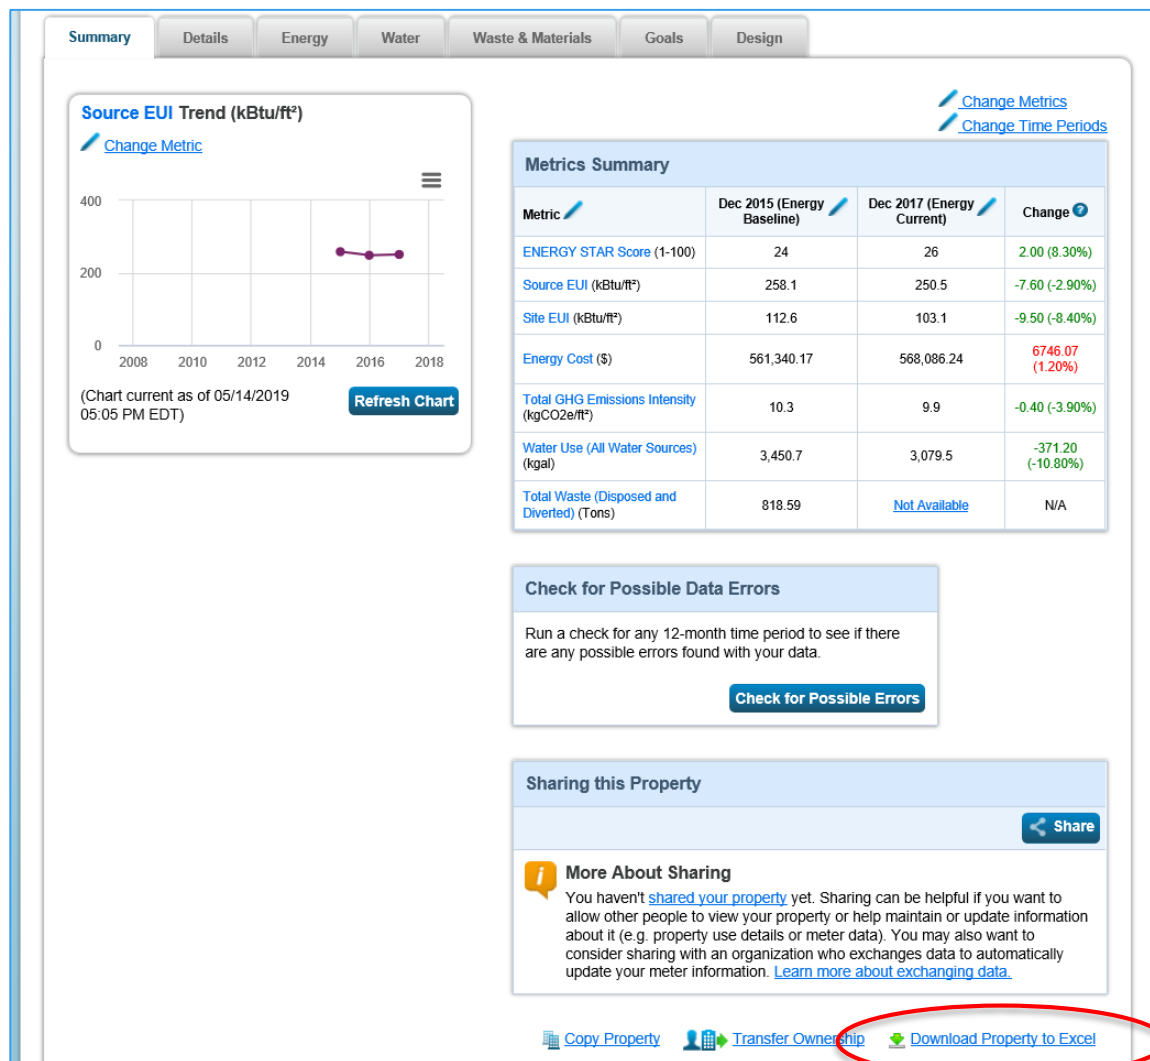 Summary
Details
Energy
Water
Waste & Materials
Goals
Design
Source EUI Trend (kBtu/ft²)
Change Metric
400
200
0
2008 2010 2012 2014 2016 2018
(Chart current as of 05/14/2019
05:05 PM EDT)
Refresh Chart
Change Metrics
Change Time Periods
Metrics Summary
Metric
Dec 2015 (Energy
Baseline)
Dec 2017 (Energy
Current)
Change ?
ENERGY STAR Score (1-100) 24 26 2.00 (8.30%)
Source EUI (kBtu/ft²) 258.1 250.5 -7.60 (-2.90%)
Site EUI (kBtu/ft²) 112.6 103.1 -9.50 (-8.40%)
Energy Cost ($) 561,340.17 568,086.24 6746.07
(1.20%)
Total GHG Emissions Intensity
(kgCO2e/ft²) 10.3 9.9 -0.40 (-3.90%)
Water Use (All Water Sources)
(kgal) 3,450.7 3,079.5 -371.20
(-10.80%)
Total Waste (Disposed and
Diverted) (Tons) 818.59 Not Available N/A
Check for Possible Data Errors
Run a check for any 12-month time period to see if there
are any possible errors found with your data.
Check for Possible Errors
Sharing this Property
Share
i
More About Sharing
You haven't shared your property yet. Sharing can be helpful if you want to
allow other people to view your property or help maintain or update information
about it (e.g. property use details or meter data). You may also want to
consider sharing with an organization who exchanges data to automatically
update your meter information. Learn more about exchanging data.
Copy Property
Transfer Ownership
Download Property to Excel